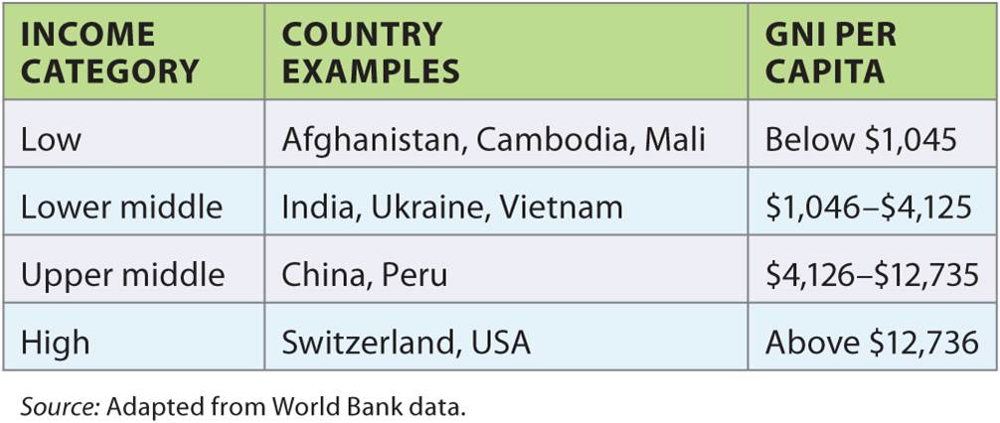 INCOME CATEGORY COUNTRY EXAMPLES GNI PER CAPITA
Low Afghanistan, Cambodia, Mali Below $1,045
Lower middle India, Ukraine, Vietnam $1,046–$4,125
Upper middle China, Peru $4,126–$12,735
High Switzerland, USA Above $12,736
Source: Adapted from World Bank data.